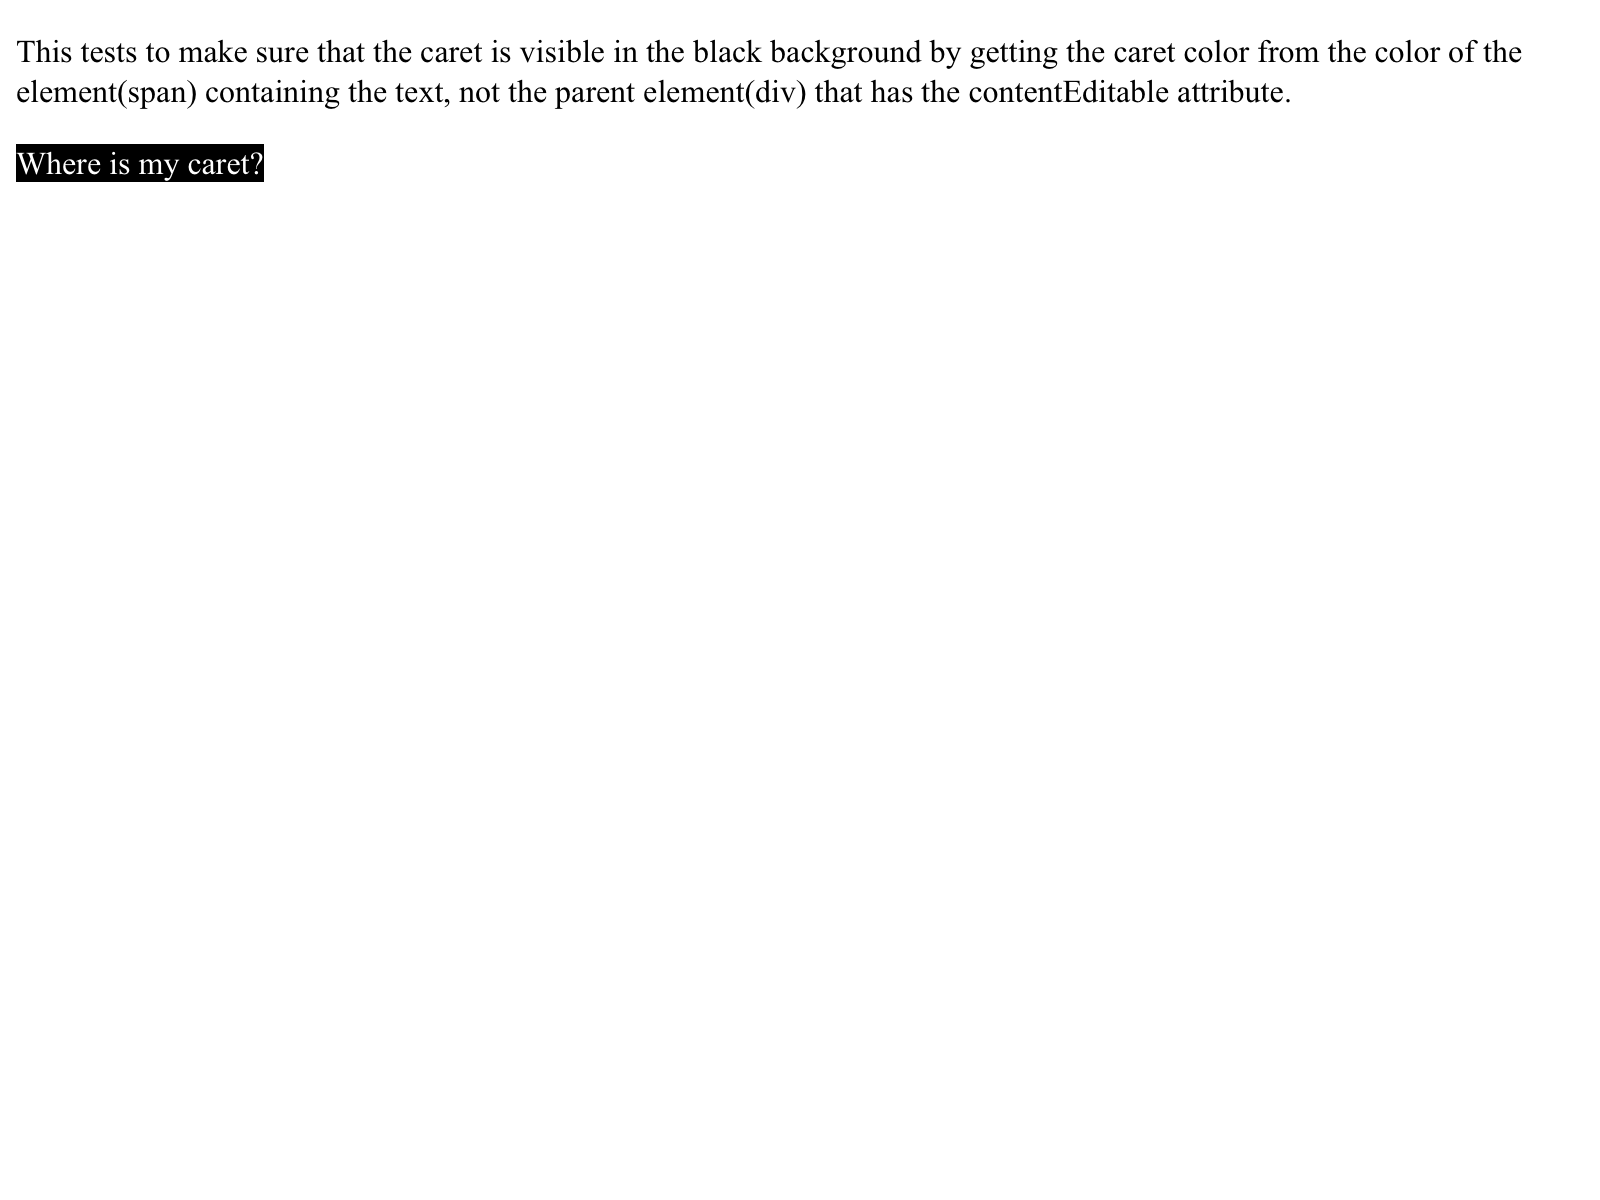 This tests to make sure that the caret is visible in the black background by getting the caret color from the color of the
element(span) containing the text, not the parent element(div) that has the contentEditable attribute.
Where is my caret?